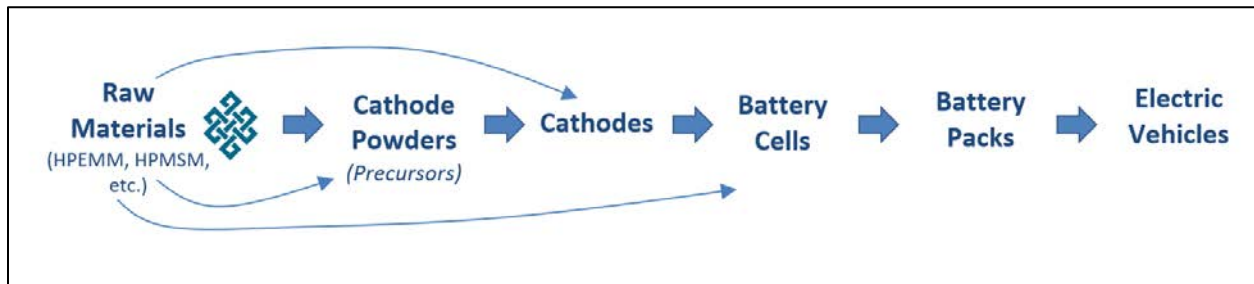 Raw
Materials
(HPEMM, HPMSM,
etc.)
Cathode
Powders
(Precursors)
Cathodes
Battery
Cells
Battery
Packs
Electric
Vehicles